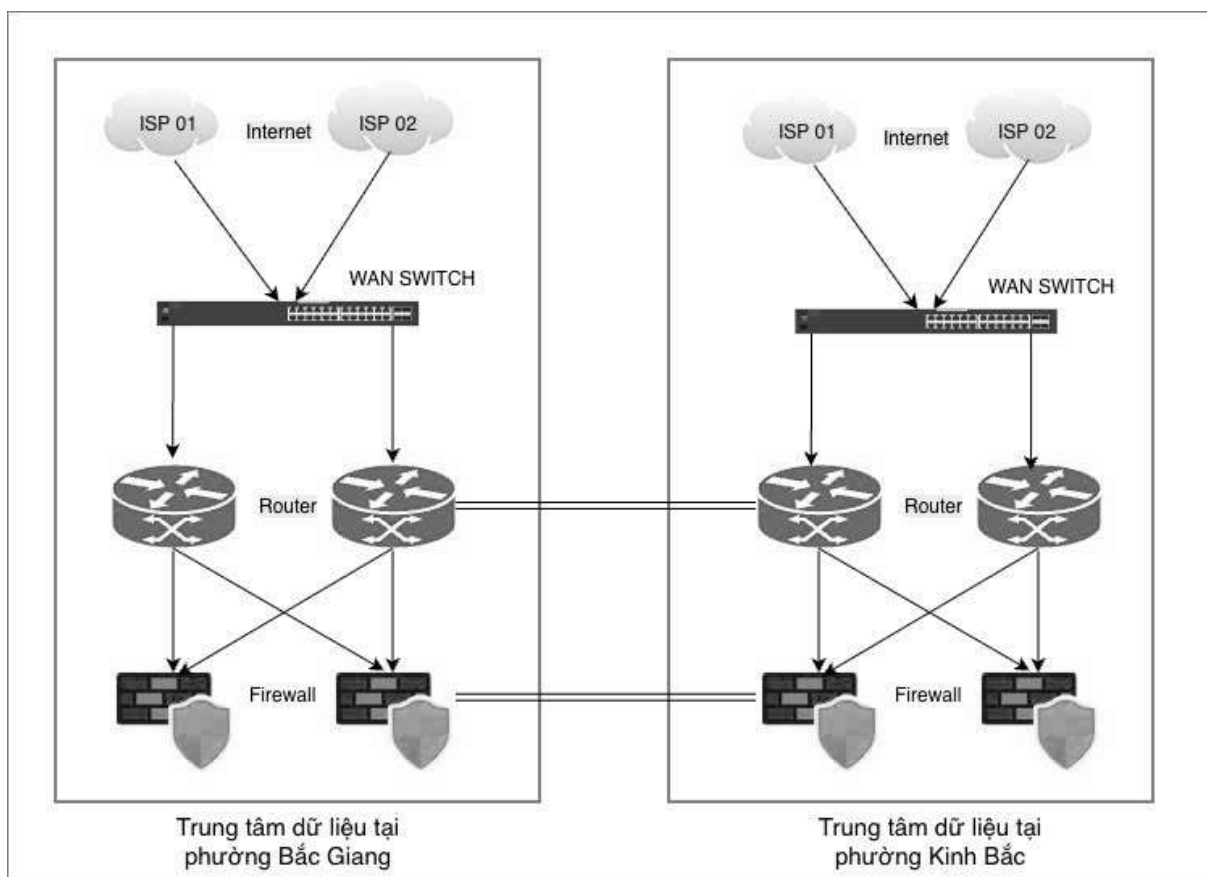 ISP 01
Internet
ISP 02
WAN SWITCH
Router
Firewall
Trung tâm dữ liệu tại
phường Bắc Giang
ISP 01
Internet
ISP 02
WAN SWITCH
Router
Firewall
Trung tâm dữ liệu tại
phường Kinh Bắc